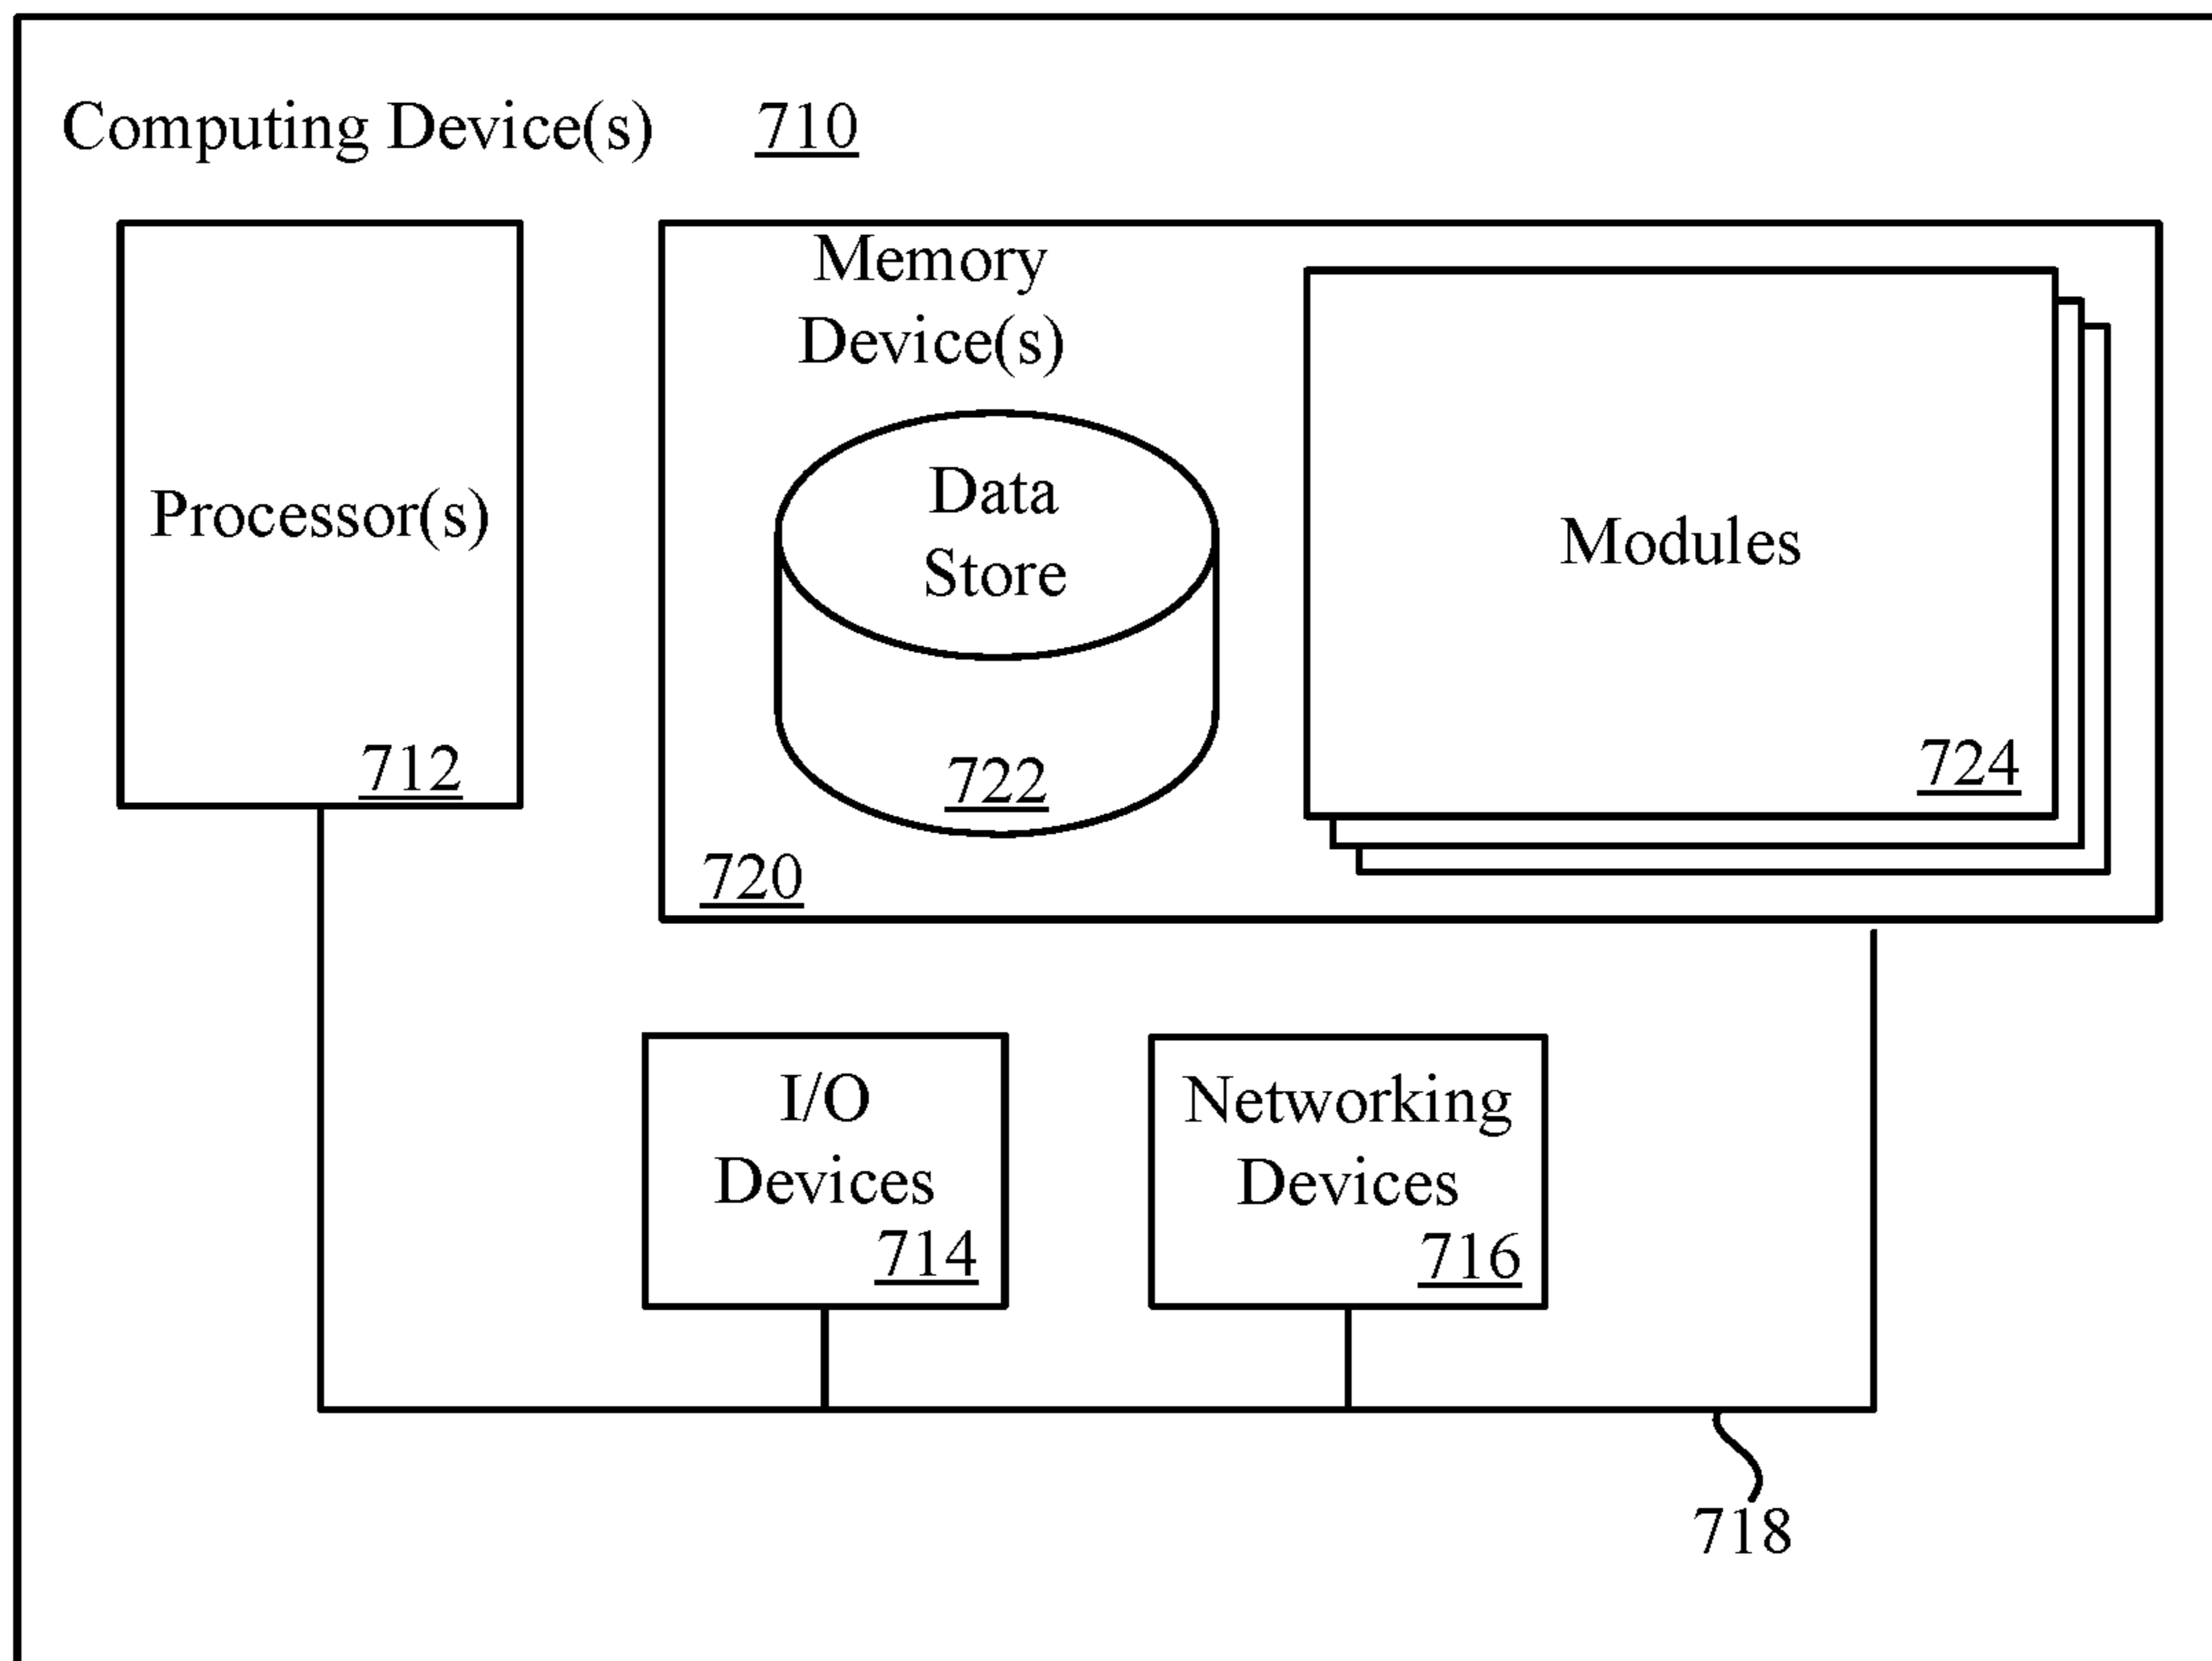 Computing Device(s) 710
Processor(s)
712
Memory
Device(s)
Data
Store
722
720
Modules
724
I/O
Devices
714
Networking
Devices
716
718